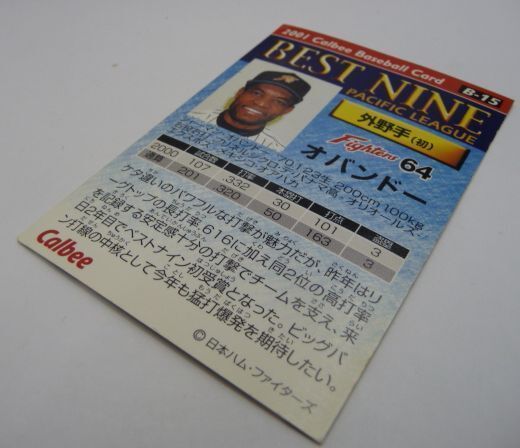 2001 Calbee Baseball Card
B-15
BEST NINE
PACIFIC LEAGUE
外野手(初)
Fighters 64
オバンドー
200cm 100kg
2000 107 .332 30 101 3
通算 201 .320 50 163 3
ケタ違いのパワフルな打撃が魅力だが、昨年はリ
ーグトップの長打率.616に加え同2位の高打率
を記録する安定感十分の打撃でチームを支え、来
日2年目でベストナイン初受賞となった。ビッグバ
ン打線の中核として今年も猛打爆発を期待したい。
Calbee
©日本ハム・ファイターズ